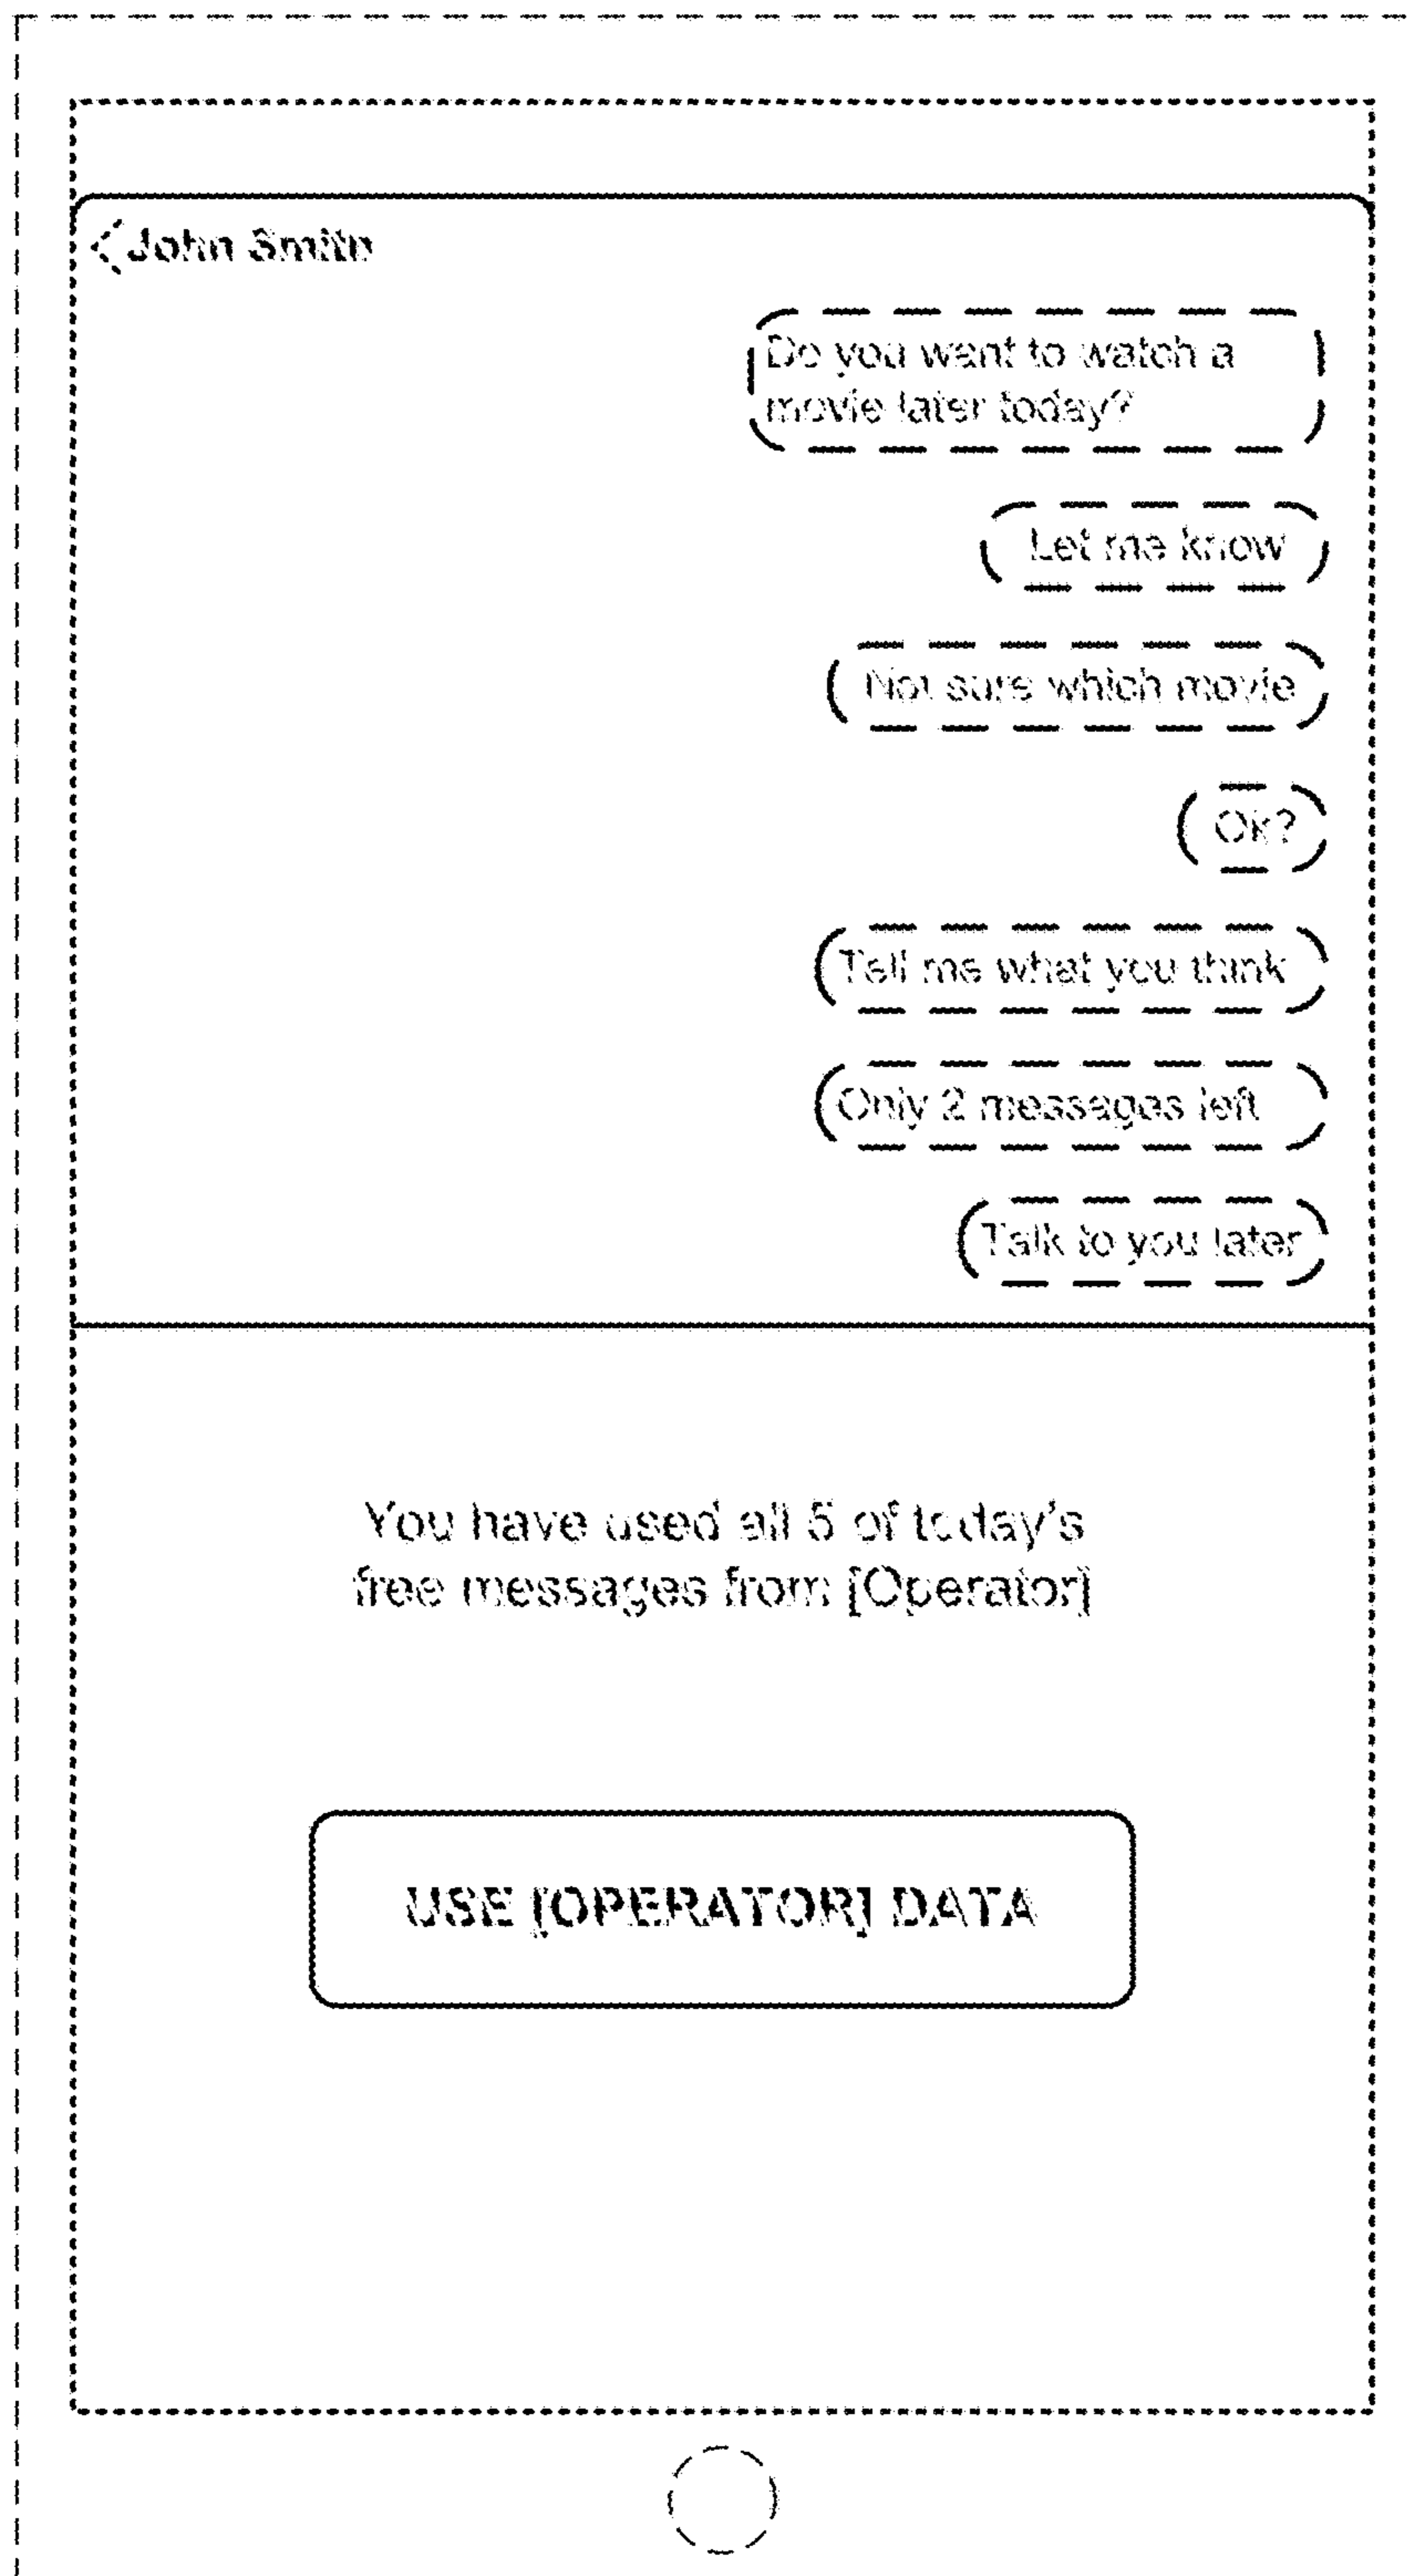 John Smith
Do you want to watch a
movie later today?
Let me know
Not sure which movie
Ok?
Tell me what you think
Only 2 messages left
Talk to you later
You have used all 5 of today's
free messages from [Operator]
USE [OPERATOR] DATA